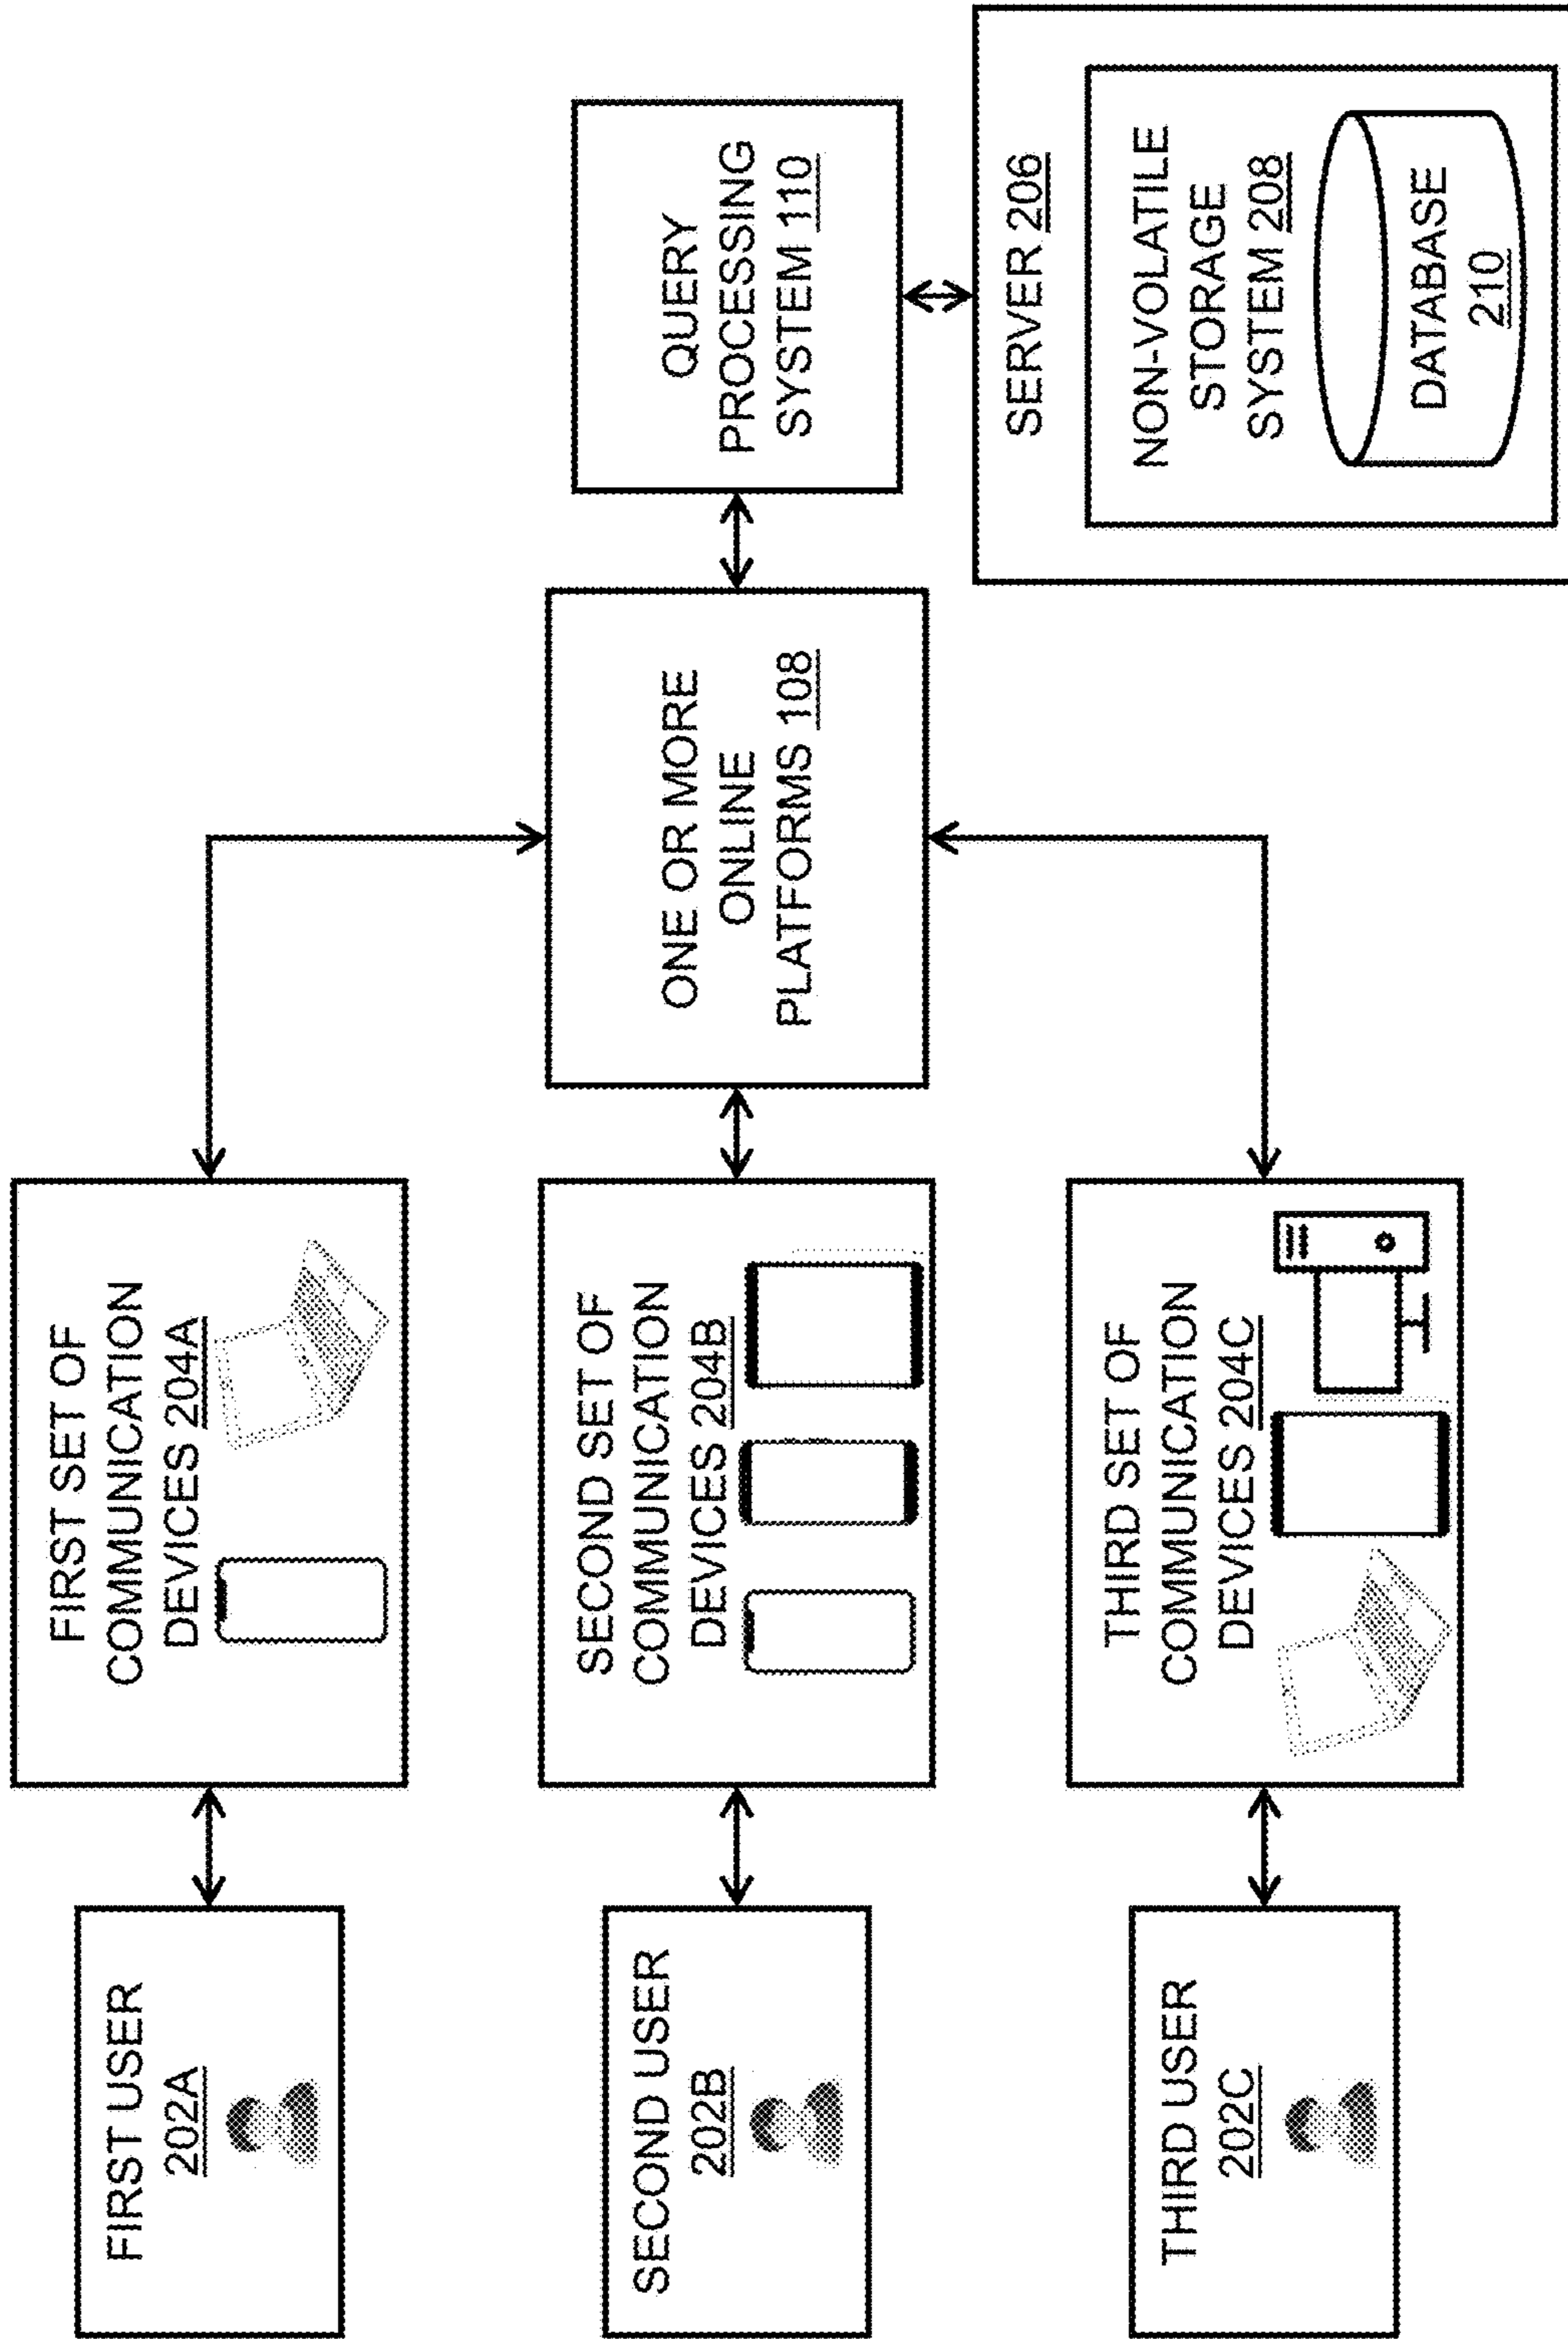 FIRST USER
202A
FIRST SET OF
COMMUNICATION
DEVICES 204A
SECOND USER
202B
SECOND SET OF
COMMUNICATION
DEVICES 204B
THIRD USER
202C
THIRD SET OF
COMMUNICATION
DEVICES 204C
ONE OR MORE
ONLINE
PLATFORMS 108
QUERY
PROCESSING
SYSTEM 110
SERVER 206
NON-VOLATILE
STORAGE
SYSTEM 208
DATABASE
210